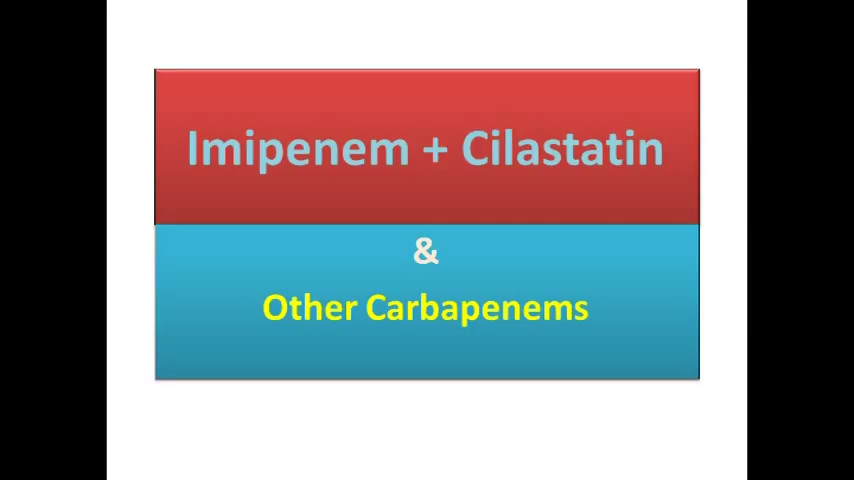 Imipenem + Cilastatin
&
Other Carbapenems